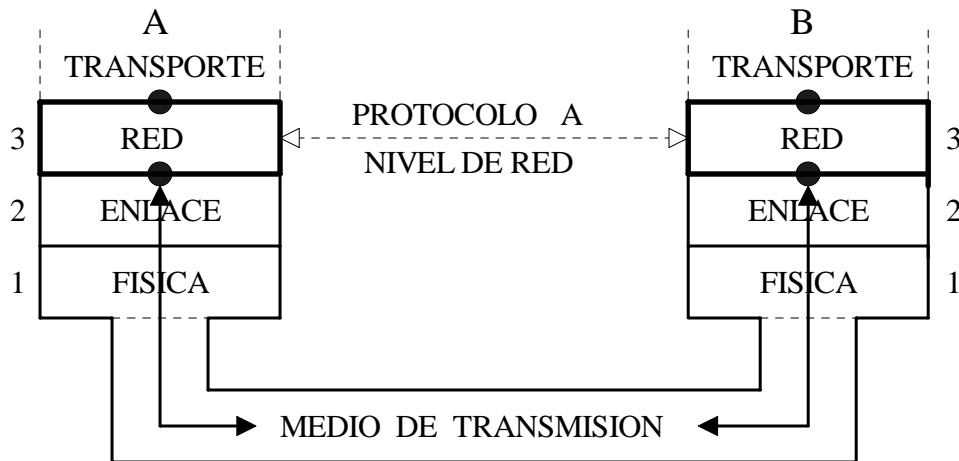 A B
TRANSPORTE TRANSPORTE
PROTOCOLO A
3 RED RED 3
NIVEL DE RED
2 ENLACE ENLACE 2
1 FISICA FISICA 1
MEDIO DE TRANSMISION